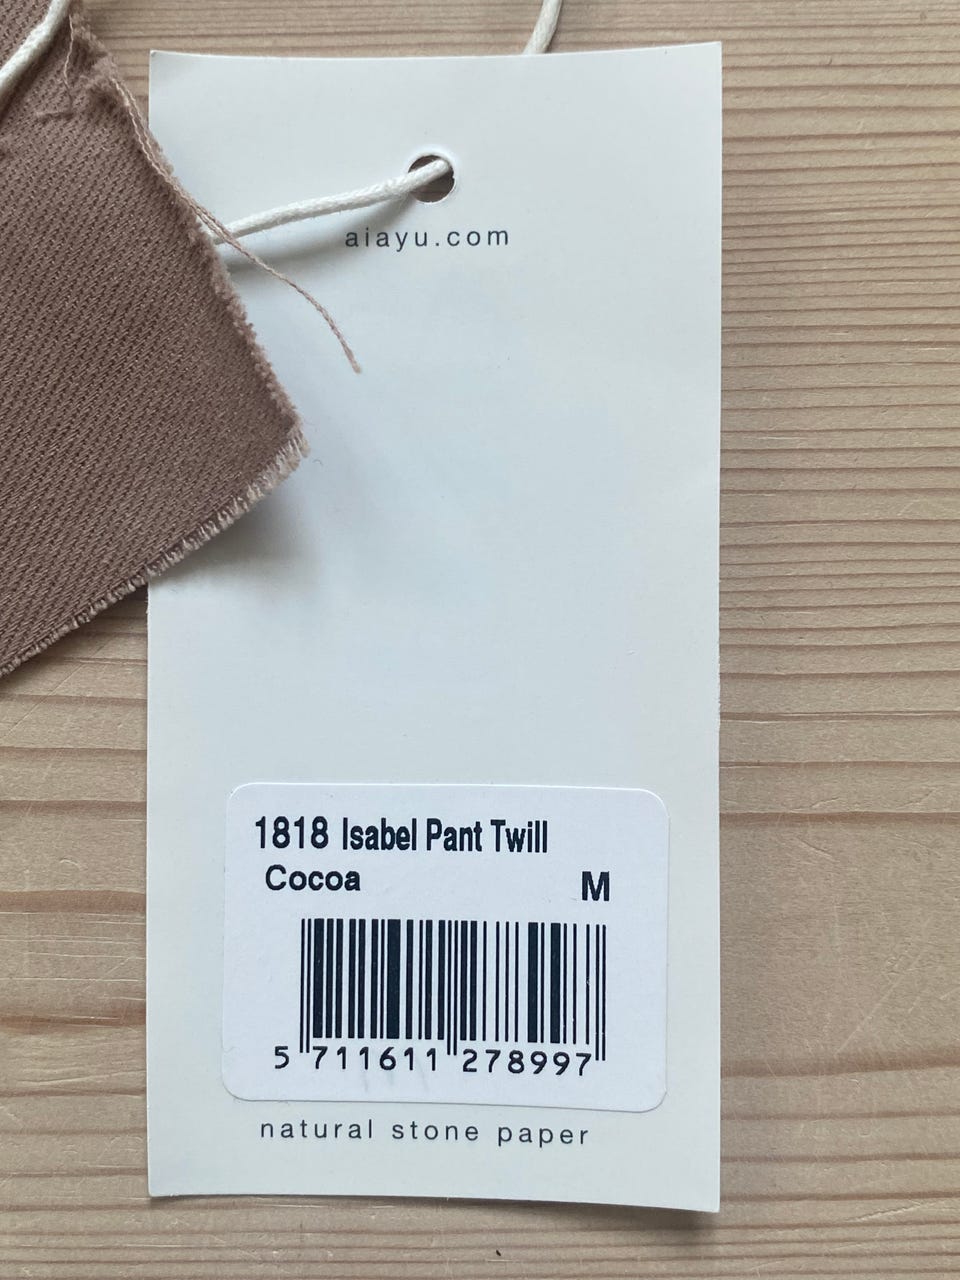 aiayu.com
1818 Isabel Pant Twill
Cocoa M
5 711611 278997
natural stone paper